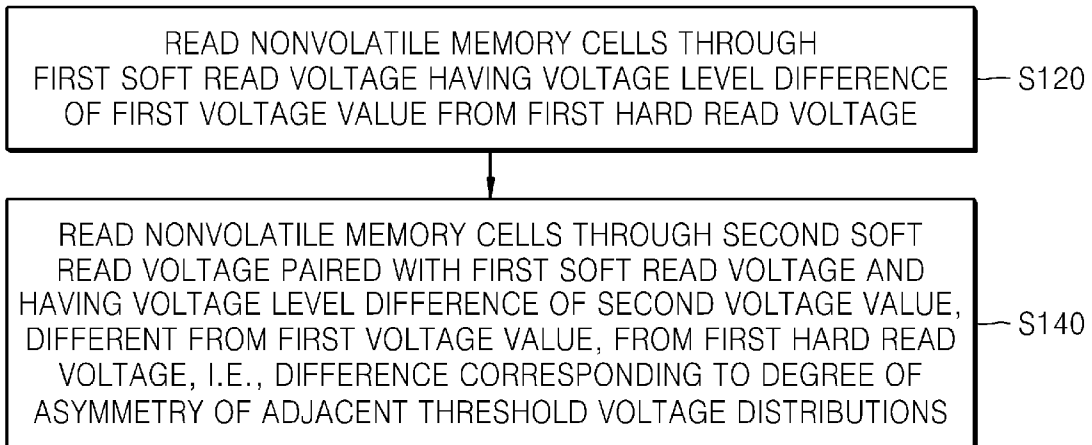 READ NONVOLATILE MEMORY CELLS THROUGH
FIRST SOFT READ VOLTAGE HAVING VOLTAGE LEVEL DIFFERENCE
OF FIRST VOLTAGE VALUE FROM FIRST HARD READ VOLTAGE
S120
READ NONVOLATILE MEMORY CELLS THROUGH SECOND SOFT
READ VOLTAGE PAIRED WITH FIRST SOFT READ VOLTAGE AND
HAVING VOLTAGE LEVEL DIFFERENCE OF SECOND VOLTAGE VALUE,
DIFFERENT FROM FIRST VOLTAGE VALUE, FROM FIRST HARD READ
VOLTAGE, I.E., DIFFERENCE CORRESPONDING TO DEGREE OF
ASYMMETRY OF ADJACENT THRESHOLD VOLTAGE DISTRIBUTIONS
S140